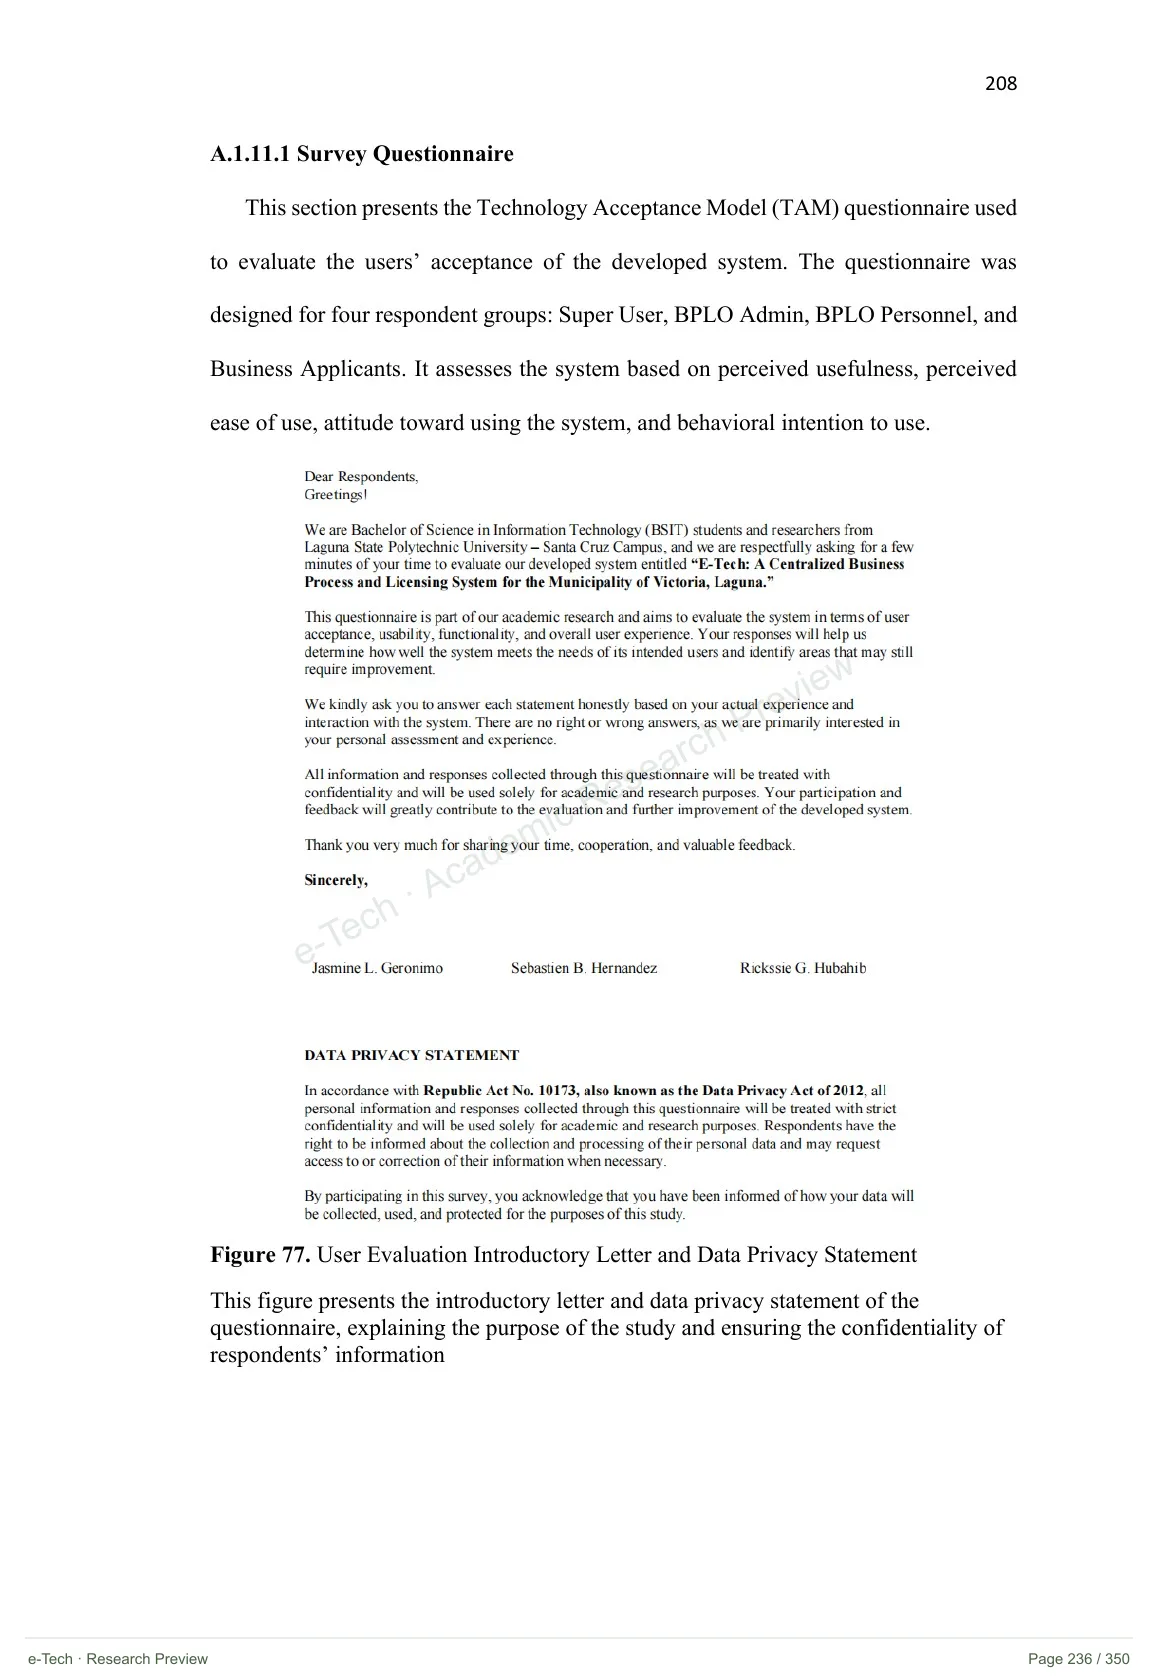 208
A.1.11.1 Survey Questionnaire
This section presents the Technology Acceptance Model (TAM) questionnaire used
to evaluate the users’ acceptance of the developed system. The questionnaire was
designed for four respondent groups: Super User, BPLO Admin, BPLO Personnel, and
Business Applicants. It assesses the system based on perceived usefulness, perceived
ease of use, attitude toward using the system, and behavioral intention to use.
Dear Respondents,
Greetings!
We are Bachelor of Science in Information Technology (BSIT) students and researchers from
Laguna State Polytechnic University – Santa Cruz Campus, and we are respectfully asking for a few
minutes of your time to evaluate our developed system entitled “E-Tech: A Centralized Business
Process and Licensing System for the Municipality of Victoria, Laguna.”
This questionnaire is part of our academic research and aims to evaluate the system in terms of user
acceptance, usability, functionality, and overall user experience. Your responses will help us
determine how well the system meets the needs of its intended users and identify areas that may still
require improvement.
We kindly ask you to answer each statement honestly based on your actual experience and
interaction with the system. There are no right or wrong answers, as we are primarily interested in
your personal assessment and experience.
All information and responses collected through this questionnaire will be treated with
confidentiality and will be used solely for academic and research purposes. Your participation and
feedback will greatly contribute to the evaluation and further improvement of the developed system.
Thank you very much for sharing your time, cooperation, and valuable feedback.
Sincerely,
e-Tech · Academic Research Preview
Jasmine L. Geronimo Sebastien B. Hernandez Rickssie G. Hubahib
DATA PRIVACY STATEMENT
In accordance with Republic Act No. 10173, also known as the Data Privacy Act of 2012, all
personal information and responses collected through this questionnaire will be treated with strict
confidentiality and will be used solely for academic and research purposes. Respondents have the
right to be informed about the collection and processing of their personal data and may request
access to or correction of their information when necessary.
By participating in this survey, you acknowledge that you have been informed of how your data will
be collected, used, and protected for the purposes of this study.
Figure 77. User Evaluation Introductory Letter and Data Privacy Statement
This figure presents the introductory letter and data privacy statement of the
questionnaire, explaining the purpose of the study and ensuring the confidentiality of
respondents’ information
e-Tech · Research Preview Page 236 / 350